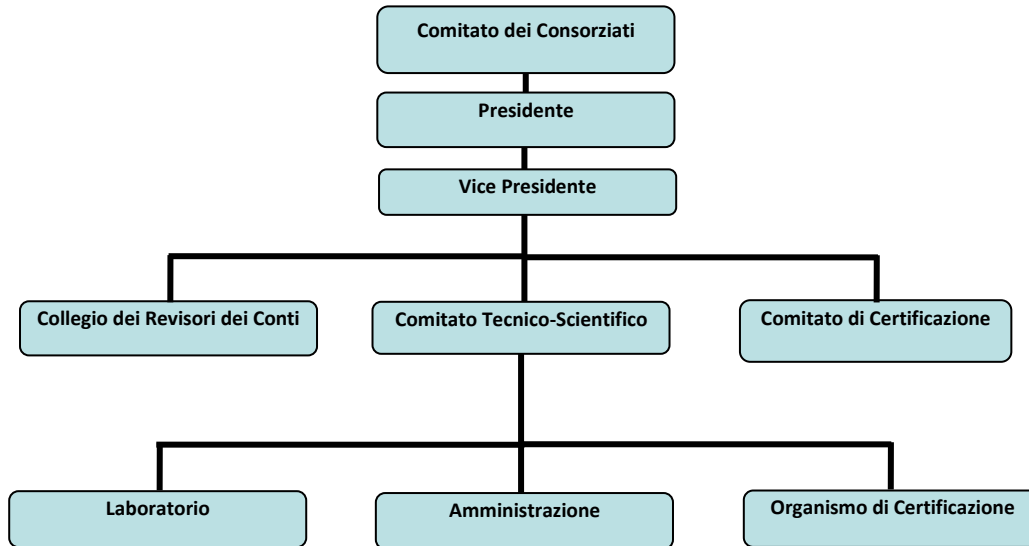 Comitato dei Consorziati
Presidente
Vice Presidente
Collegio dei Revisori dei Conti
Comitato Tecnico-Scientifico
Comitato di Certificazione
Laboratorio
Amministrazione
Organismo di Certificazione